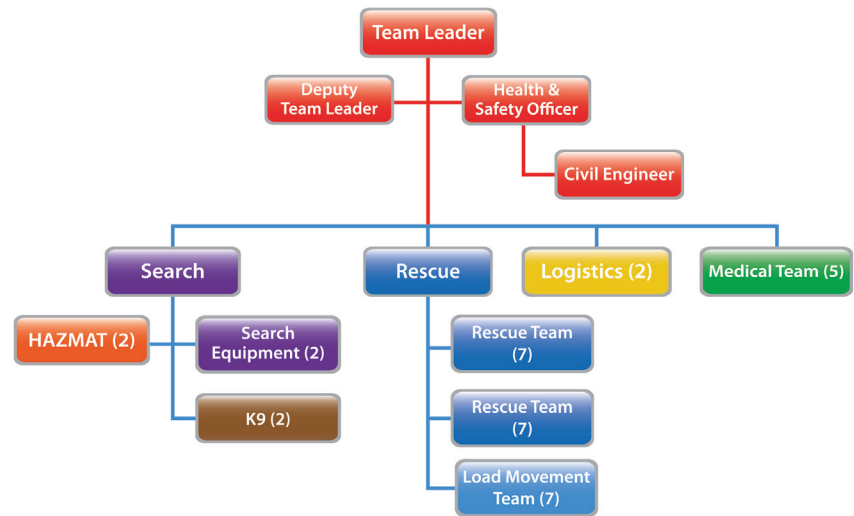 Team Leader
Deputy
Team Leader
Health &
Safety Officer
Civil Engineer
Search
Rescue
Logistics (2)
Medical Team (5)
HAZMAT (2)
Search
Equipment (2)
K9 (2)
Rescue Team
(7)
Rescue Team
(7)
Load Movement
Team (7)